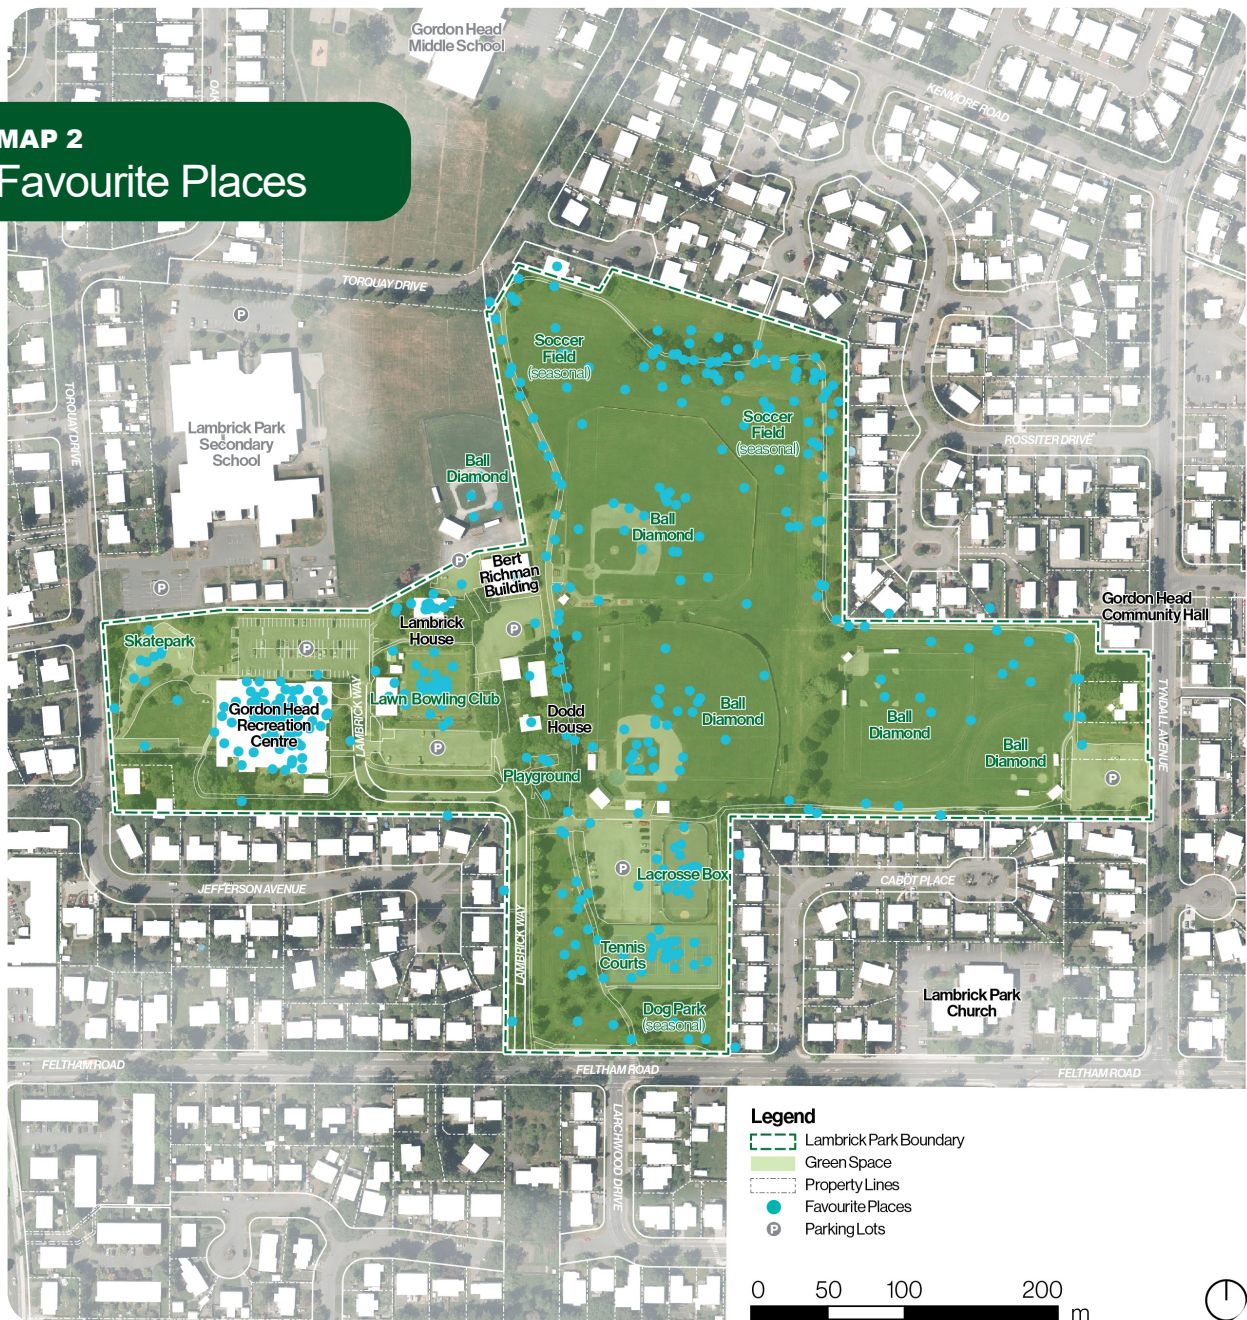 Gordon Head
Middle School
KENMORE ROAD
MAP 2
Favourite Places
TORQUAY DRIVE
P
Soccer
Field
(seasonal)
TORQUAY DRIVE
Lambrick Park
Secondary
School
Soccer
Field
(seasonal)
ROSSITER DRIVE
Ball
Diamond
Ball
Diamond
P
Bert
Richman
Building
P
Gordon Head
Community Hall
Lambrick
House
P
Skatepark
P
Lawn Bowling Club
LAMBRICK WAY
Gordon Head
Recreation
Centre
Dodd
House
Ball
Diamond
Ball
Diamond
TYNDALL AVENUE
P
Ball
Diamond
Playground
P
P
Lacrosse Box
JEFFERSON AVENUE
CABOT PLACE
LAMBRICK WAY
Tennis
Courts
Dog Park
(seasonal)
Lambrick Park
Church
FELTHAM ROAD
FELTHAM ROAD
FELTHAM ROAD
LARCHWOOD DRIVE
Legend
Lambrick Park Boundary
Green Space
Property Lines
Favourite Places
P Parking Lots
0 50 100 200
m